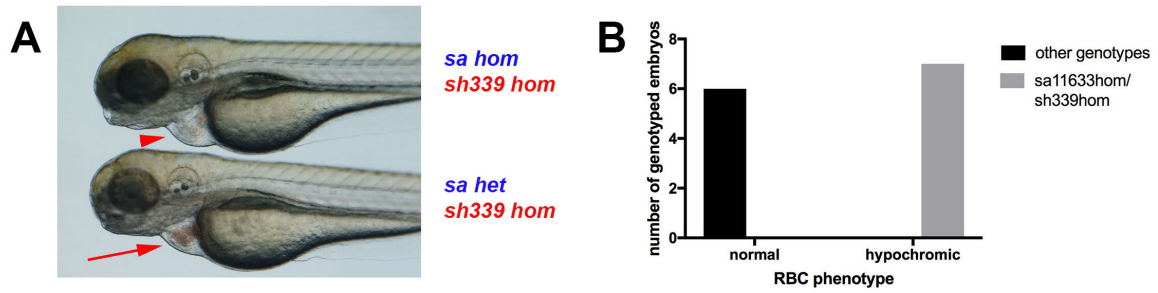 A
sa hom
sh339 hom
sa het
sh339 hom
B
number of genotyped embryos
8
6
4
2
0
normal
hypochromic
RBC phenotype
other genotypes
sa11633hom/
sh339hom